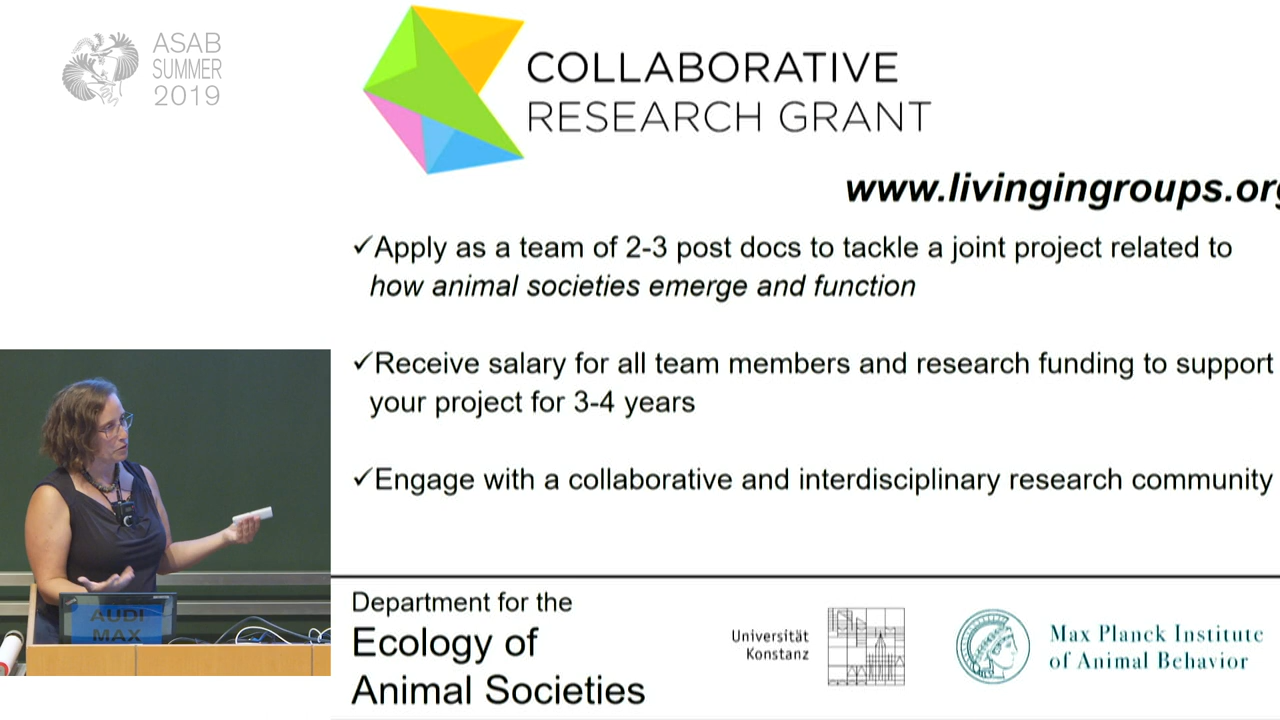 ASAB
SUMMER
2019
COLLABORATIVE
RESEARCH GRANT
www.livingingroups.org
✓Apply as a team of 2-3 post docs to tackle a joint project related to
how animal societies emerge and function
✓Receive salary for all team members and research funding to support
your project for 3-4 years
✓Engage with a collaborative and interdisciplinary research community
AUDI
MAX
Department for the
Ecology of
Animal Societies
Universität
Konstanz
Max Planck Institute
of Animal Behavior